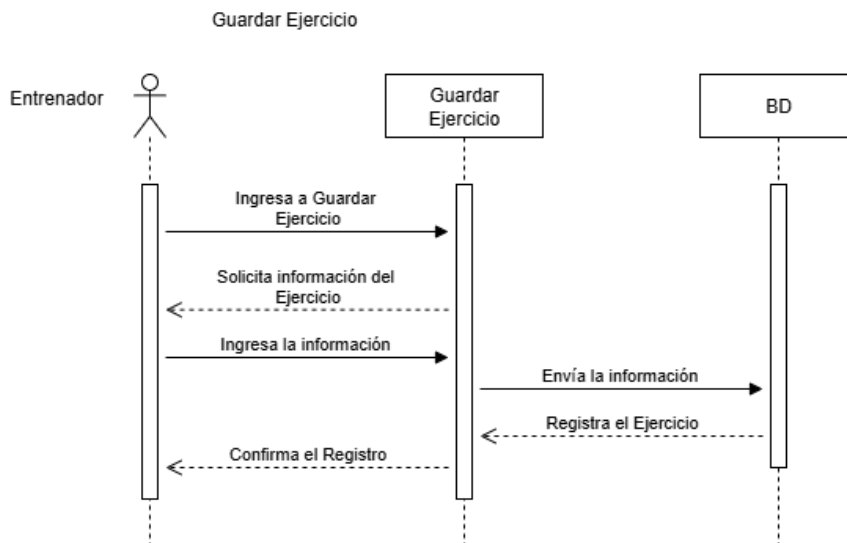 Guardar Ejercicio
Entrenador
Guardar
Ejercicio
BD
Ingresa a Guardar
Ejercicio
Solicita información del
Ejercicio
Ingresa la información
Envía la información
Registra el Ejercicio
Confirma el Registro